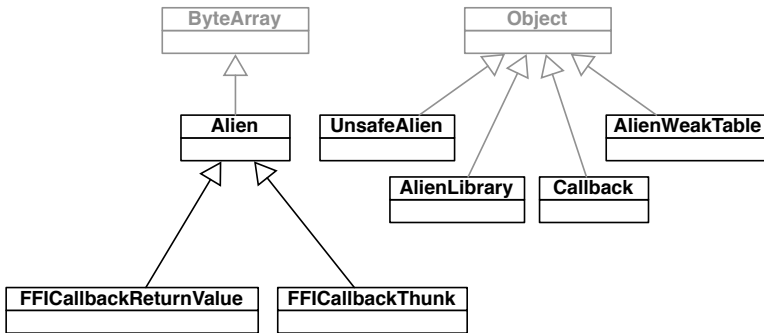 ByteArray
Object
Alien
UnsafeAlien
AlienWeakTable
AlienLibrary
Callback
FFICallbackReturnValue
FFICallbackThunk